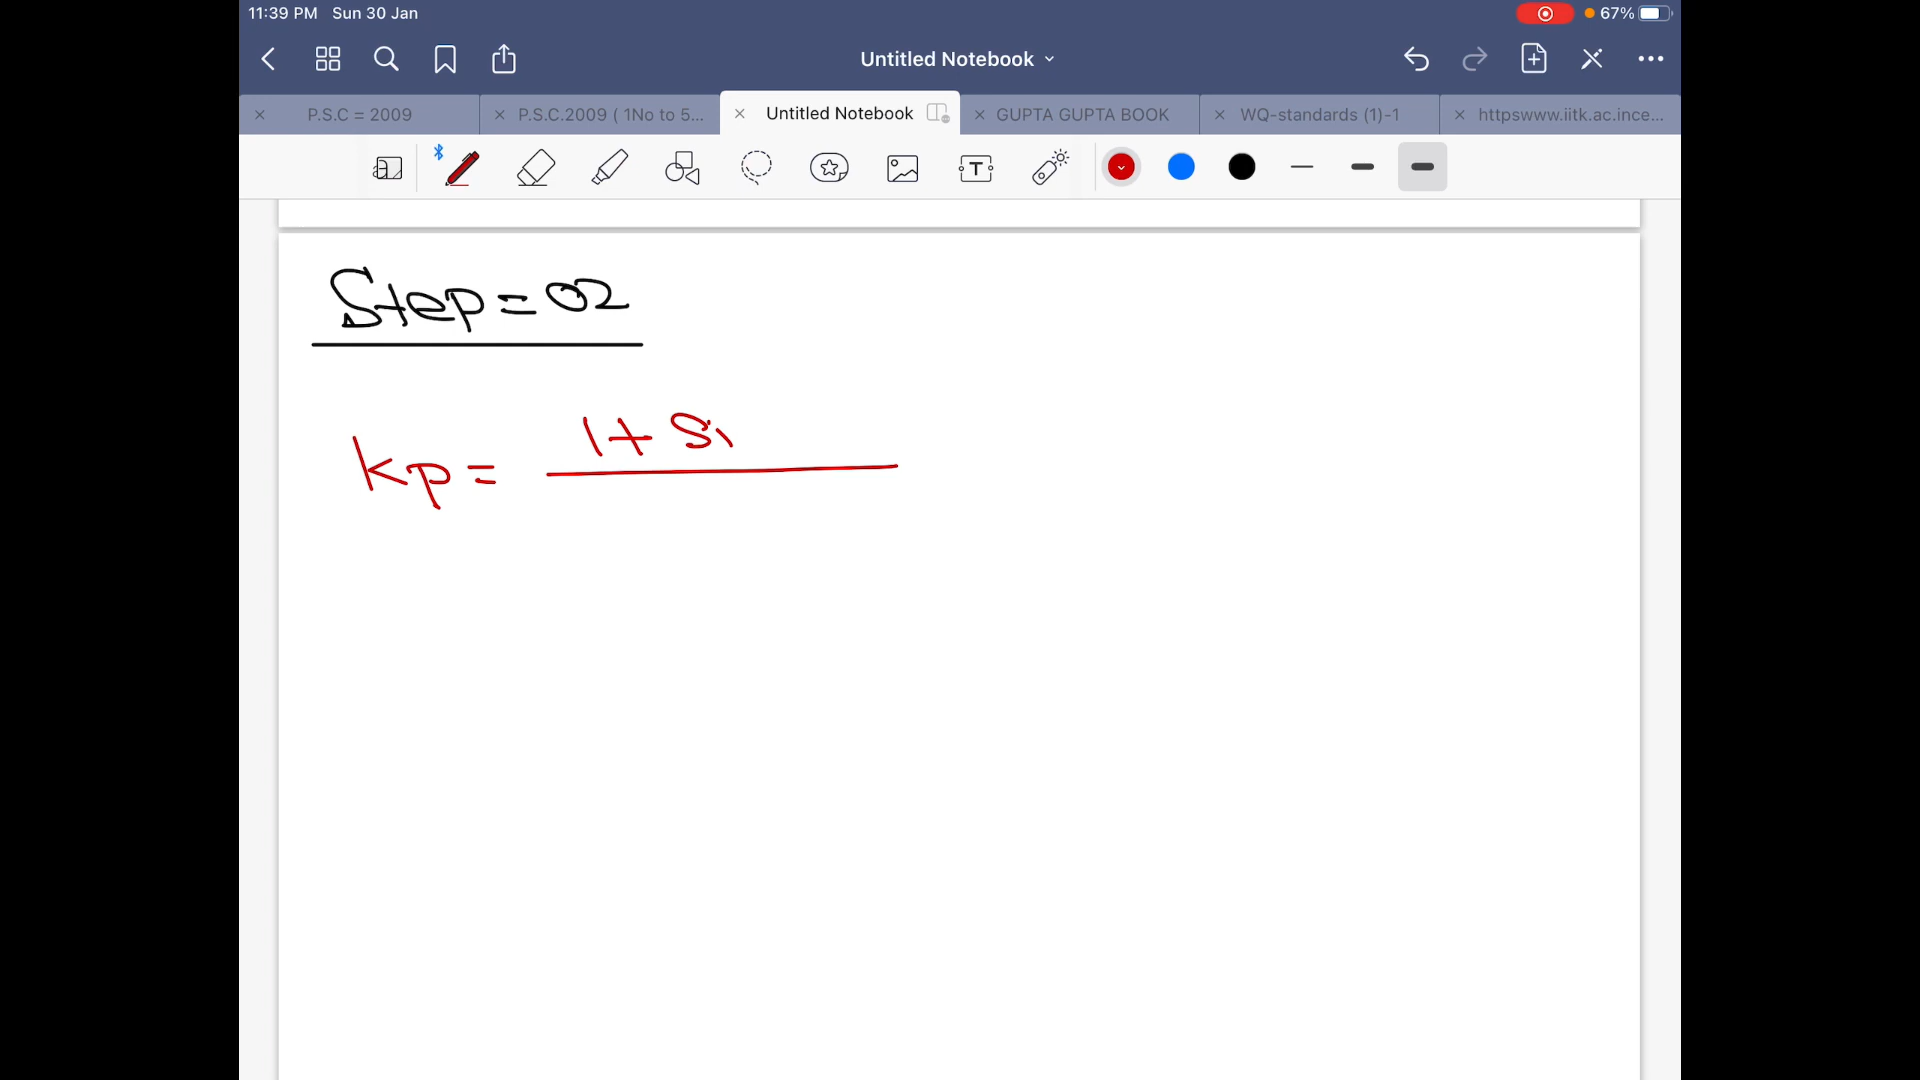 11:39 PM Sun 30 Jan 67%
Untitled Notebook
P.S.C = 2009 P.S.C.2009 ( 1No to 5... Untitled Notebook GUPTA GUPTA BOOK WQ-standards (1)-1 httpswww.iitk.ac.ince...
Step=02
1+ Si
kp=